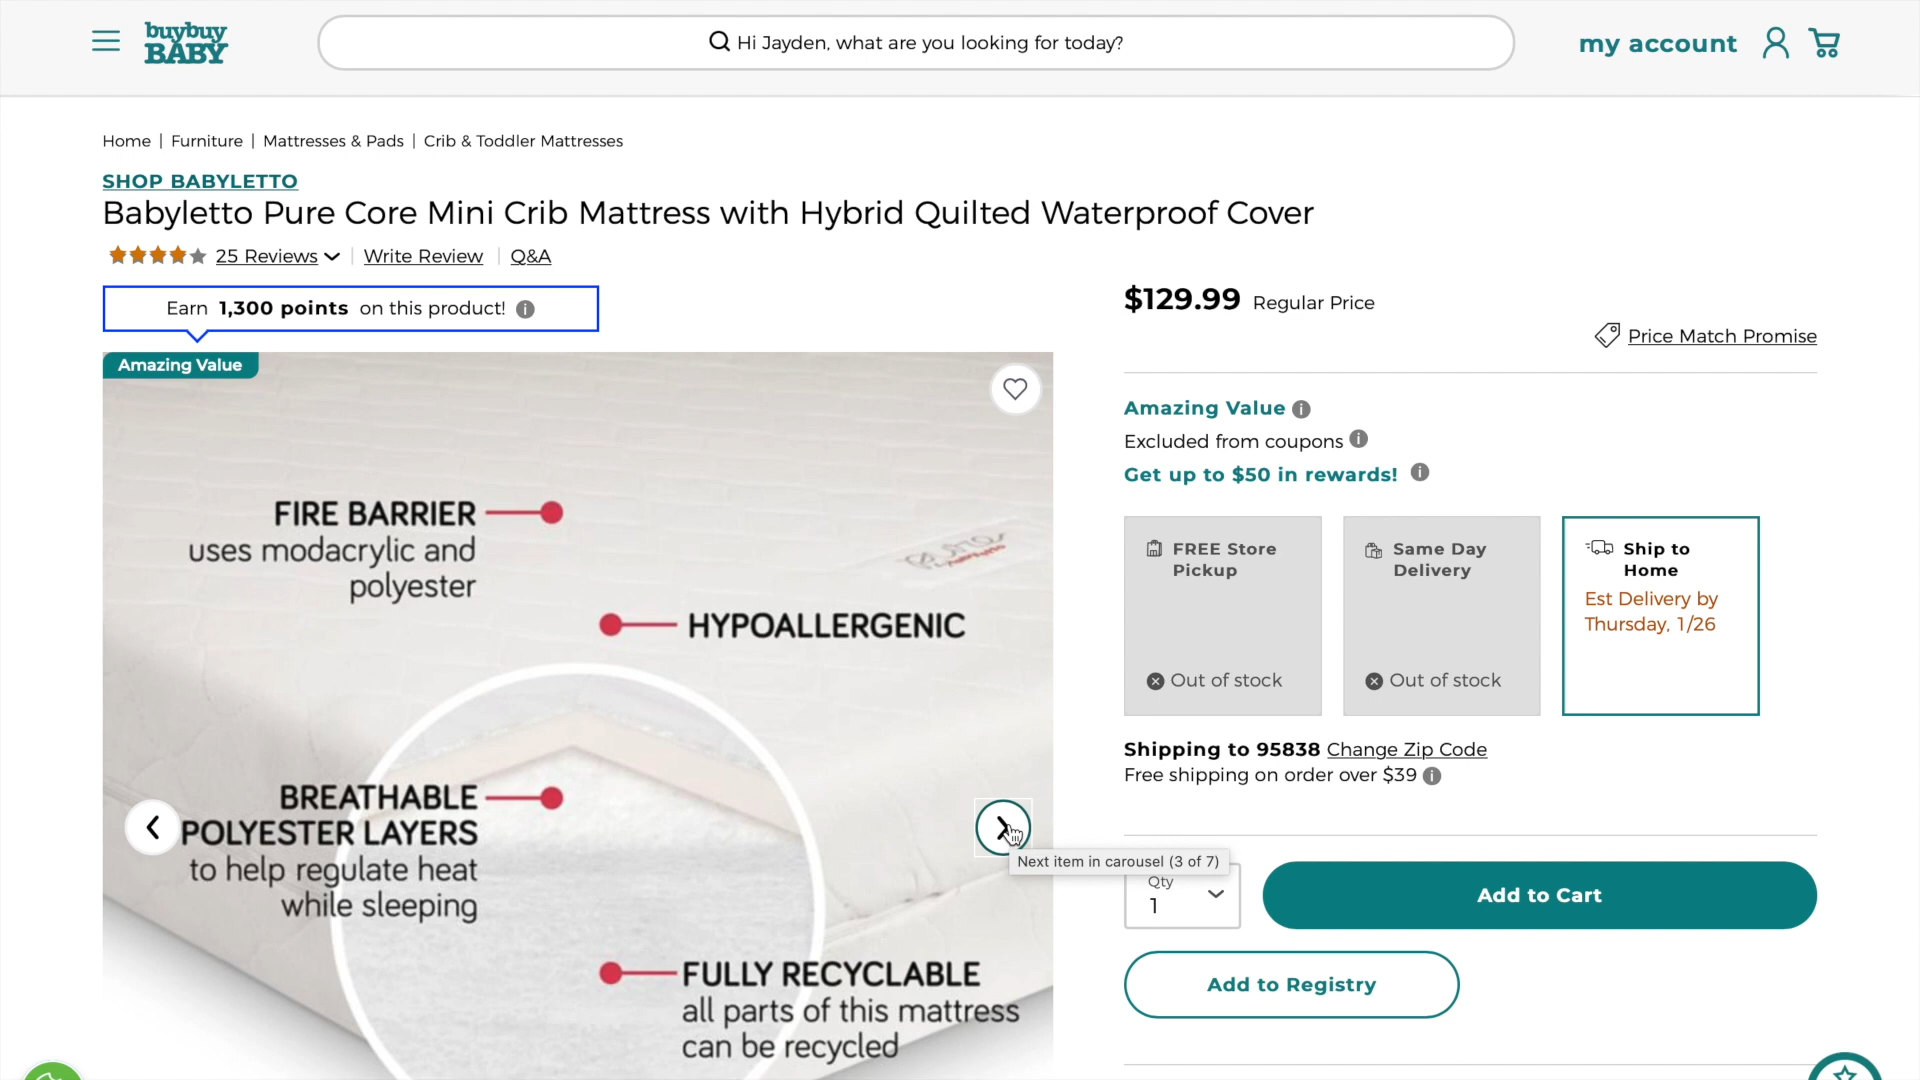 buybuy
BABY
Hi Jayden, what are you looking for today?
my account
Home | Furniture | Mattresses & Pads | Crib & Toddler Mattresses
SHOP BABYLETTO
Babyletto Pure Core Mini Crib Mattress with Hybrid Quilted Waterproof Cover
25 Reviews | Write Review | Q&A
Earn 1,300 points on this product!
$129.99 Regular Price
Price Match Promise
Amazing Value
FIRE BARRIER
uses modacrylic and
polyester
HYPOALLERGENIC
BREATHABLE
POLYESTER LAYERS
to help regulate heat
while sleeping
FULLY RECYCLABLE
all parts of this mattress
can be recycled
Next item in carousel (3 of 7)
Amazing Value
Excluded from coupons
Get up to $50 in rewards!
FREE Store
Pickup
Out of stock
Same Day
Delivery
Out of stock
Ship to
Home
Est Delivery by
Thursday, 1/26
Shipping to 95838 Change Zip Code
Free shipping on order over $39
Qty
1
Add to Cart
Add to Registry